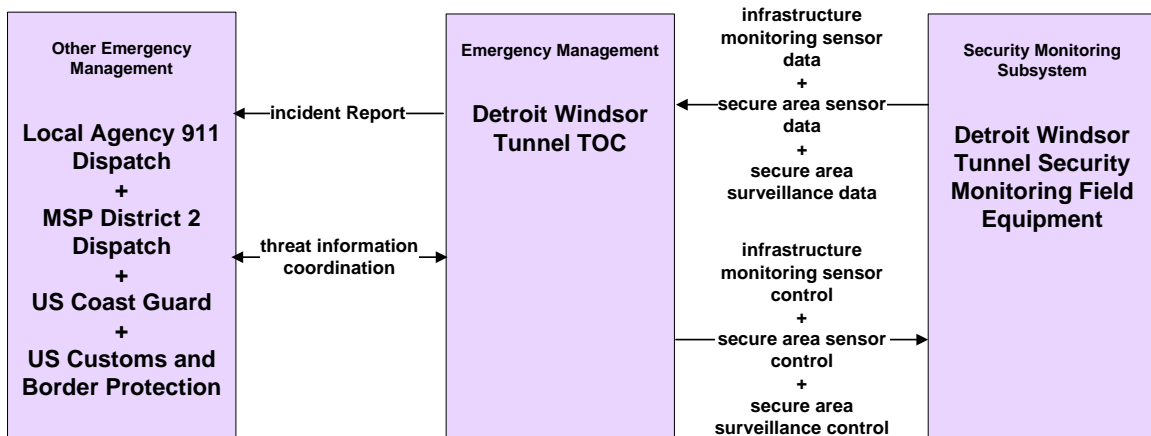 Other Emergency
Management
Local Agency 911
Dispatch
+
MSP District 2
Dispatch
+
US Coast Guard
+
US Customs and
Border Protection
incident Report
threat information
coordination
Emergency Management
Detroit Windsor
Tunnel TOC
infrastructure
monitoring sensor
data
+
secure area sensor
data
+
secure area
surveillance data
infrastructure
monitoring sensor
control
+
secure area sensor
control
+
secure area
surveillance control
Security Monitoring
Subsystem
Detroit Windsor
Tunnel Security
Monitoring Field
Equipment